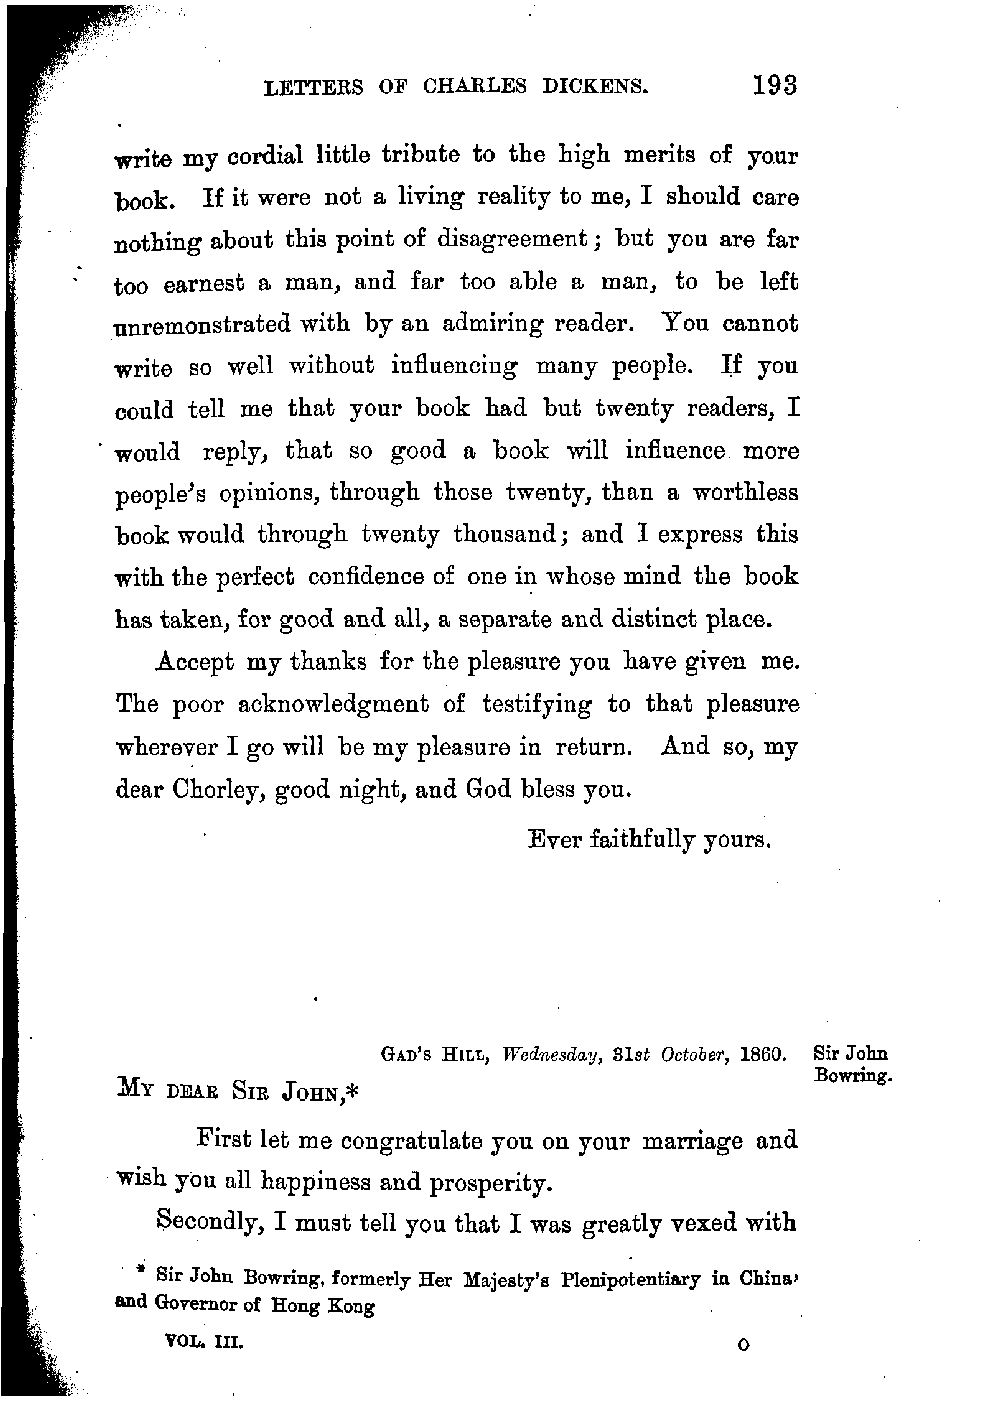 LETTERS OF CHARLES DICKENS. 193
write my cordial little tribute to the high merits of your
book. If it were not a living reality to me, I should care
nothing about this point of disagreement; but you are far
too earnest a man, and far too able a man, to be left
unremonstrated with by an admiring reader. You cannot
write so well without influencing many people. If you
could tell me that your book had but twenty readers, I
would reply, that so good a book will influence more
people's opinions, through those twenty, than a worthless
book would through twenty thousand; and I express this
with the perfect confidence of one in whose mind the book
has taken, for good and all, a separate and distinct place.
Accept my thanks for the pleasure you have given me.
The poor acknowledgment of testifying to that pleasure
wherever I go will be my pleasure in return. And so, my
dear Chorley, good night, and God bless you.
Ever faithfully yours.
GAD'S HILL, Wednesday, 31st October, 1860.
Sir John
Bowring.
MY DEAR SIR JOHN,*
First let me congratulate you on your marriage and
wish you all happiness and prosperity.
Secondly, I must tell you that I was greatly vexed with
* Sir John Bowring, formerly Her Majesty's Plenipotentiary in China,
and Governor of Hong Kong
VOL. III. O